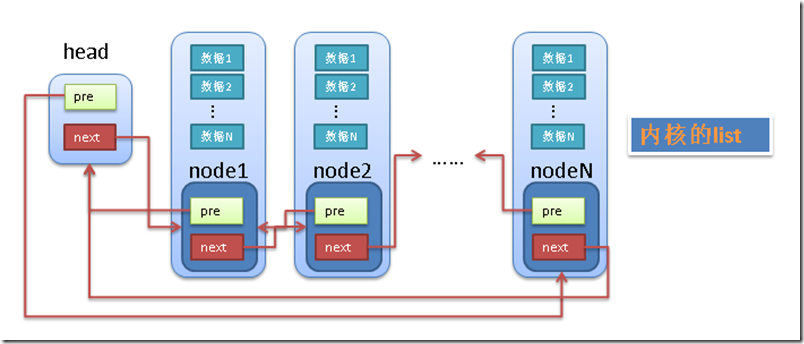 head
pre
next
数据1
数据2
⋮
数据N
node1
pre
next
数据1
数据2
⋮
数据N
node2
pre
next
......
数据1
数据2
⋮
数据N
nodeN
pre
next
内核的list